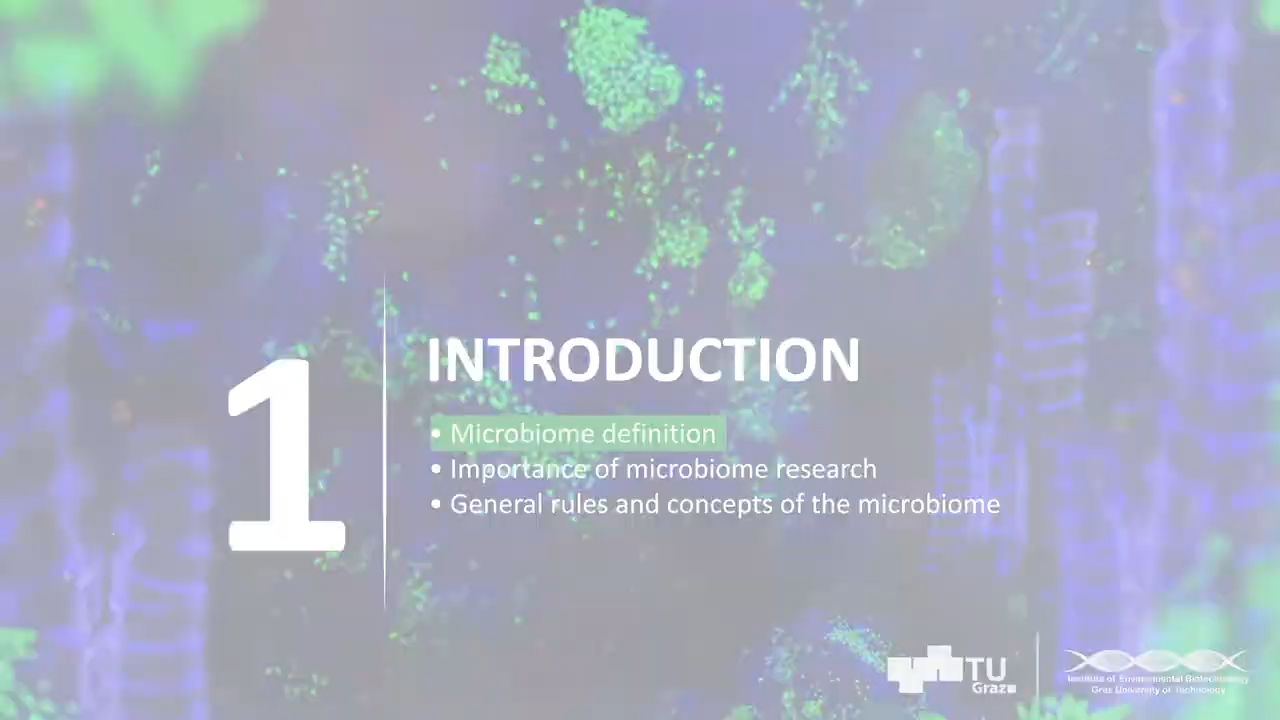 1
INTRODUCTION
• Microbiome definition
• Importance of microbiome research
• General rules and concepts of the microbiome
TU
Graz
Institute of Environmental Biotechnology
Graz University of Technology